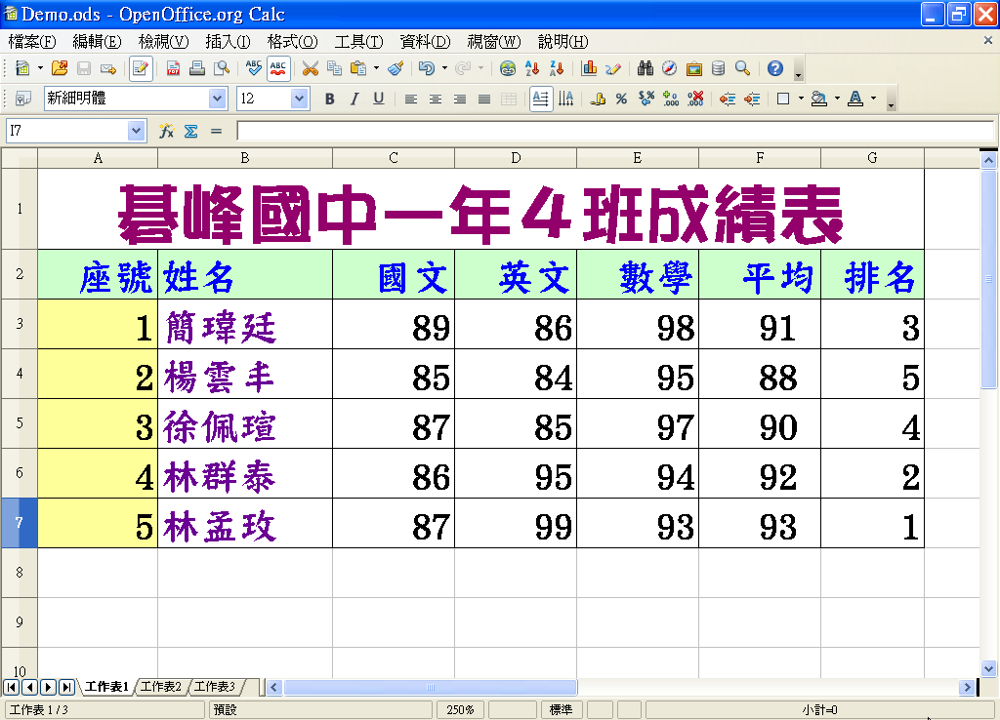 Demo.ods - OpenOffice.org Calc
檔案(F) 編輯(E) 檢視(V) 插入(I) 格式(O) 工具(T) 資料(D) 視窗(W) 說明(H)
新細明體 12 B I U
I7
A B C D E F G
1 碁峰國中一年4班成績表
2 座號 姓名 國文 英文 數學 平均 排名
3 1 簡瑋廷 89 86 98 91 3
4 2 楊雲丰 85 84 95 88 5
5 3 徐佩瑄 87 85 97 90 4
6 4 林群泰 86 95 94 92 2
7 5 林孟玫 87 99 93 93 1
8
9
10
工作表1 工作表2 工作表3
工作表 1 / 3 預設 250% 標準 小計=0